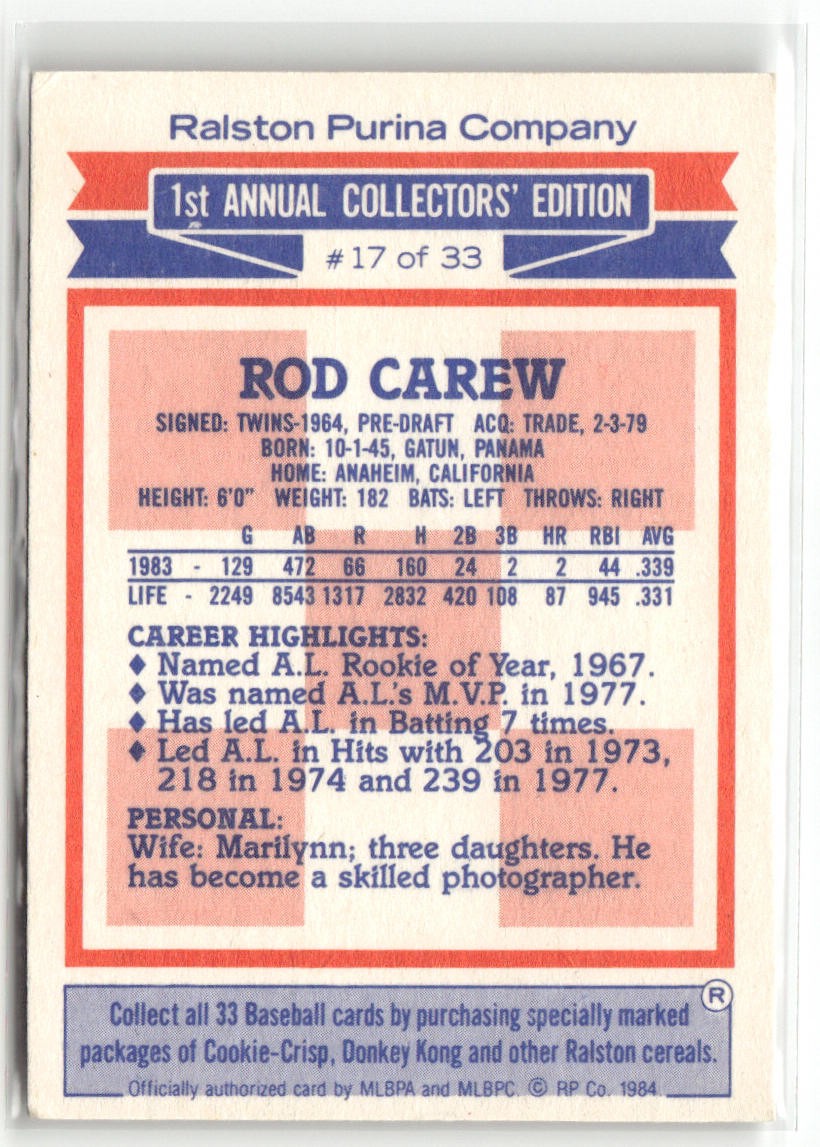 Ralston Purina Company
1st ANNUAL COLLECTORS' EDITION
#17 of 33
ROD CAREW
SIGNED: TWINS-1964, PRE-DRAFT ACQ: TRADE, 2-3-79
BORN: 10-1-45, GATUN, PANAMA
HOME: ANAHEIM, CALIFORNIA
HEIGHT: 6'0" WEIGHT: 182 BATS: LEFT THROWS: RIGHT
G AB R H 2B 3B HR RBI AVG
1983 - 129 472 66 160 24 2 2 44 .339
LIFE - 2249 8543 1317 2832 420 108 87 945 .331
CAREER HIGHLIGHTS:
♦ Named A.L. Rookie of Year, 1967.
♦ Was named A.L.'s M.V.P. in 1977.
♦ Has led A.L. in Batting 7 times.
♦ Led A.L. in Hits with 203 in 1973,
218 in 1974 and 239 in 1977.
PERSONAL:
Wife: Marilynn; three daughters. He
has become a skilled photographer.
®
Collect all 33 Baseball cards by purchasing specially marked
packages of Cookie-Crisp, Donkey Kong and other Ralston cereals.
Officially authorized card by MLBPA and MLBPC. © RP Co. 1984